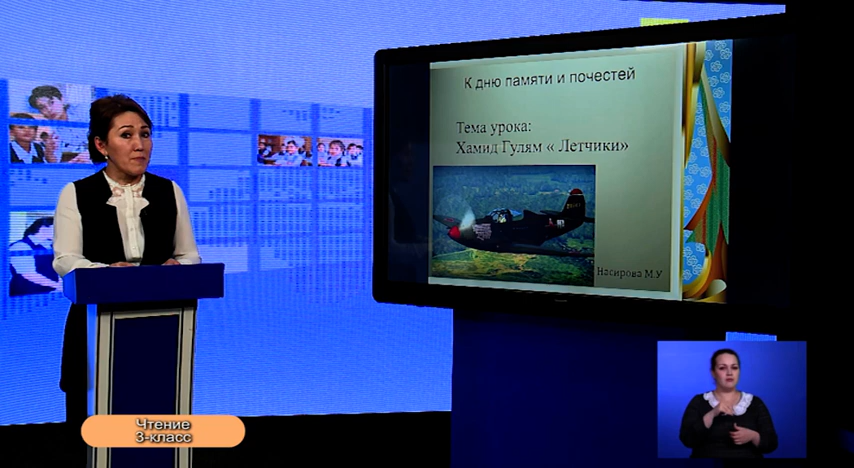 К дню памяти и почестей
Тема урока:
Хамид Гулям « Летчики»
Насирова М.У
Чтение
3-класс